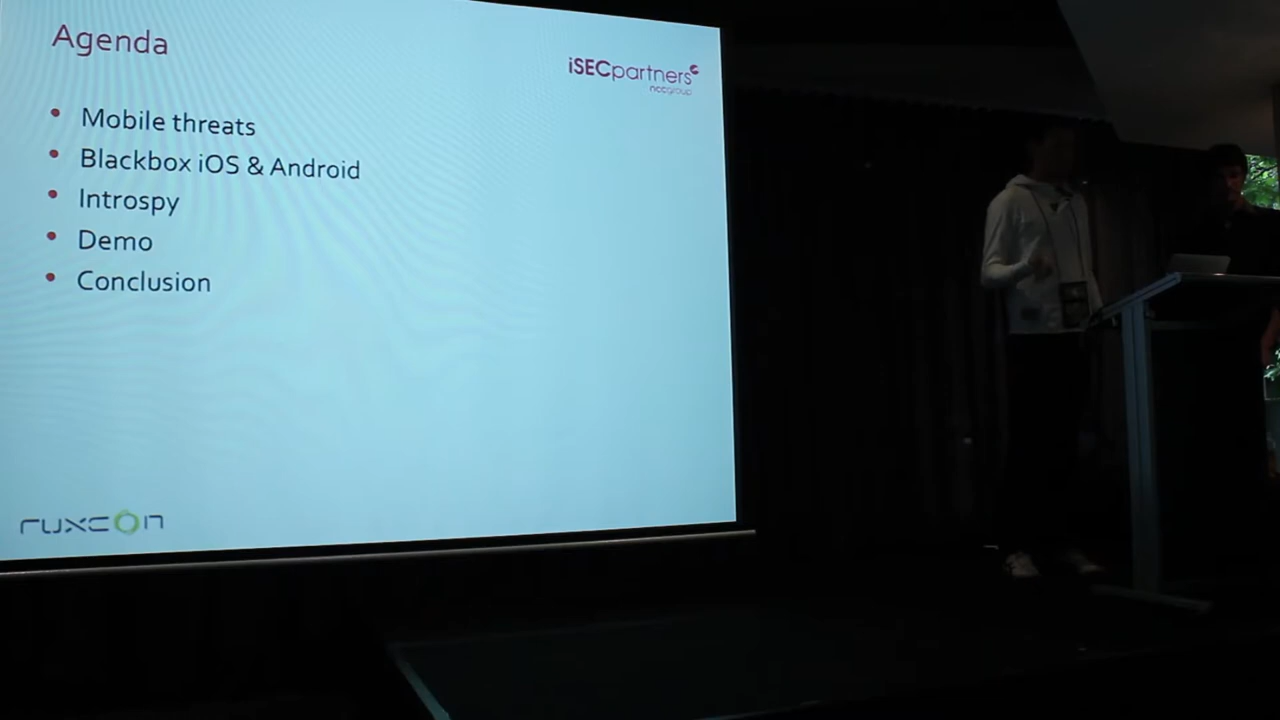 Agenda
iSECpartners
nccgroup
• Mobile threats
• Blackbox iOS & Android
• Introspy
• Demo
• Conclusion
ruxcon